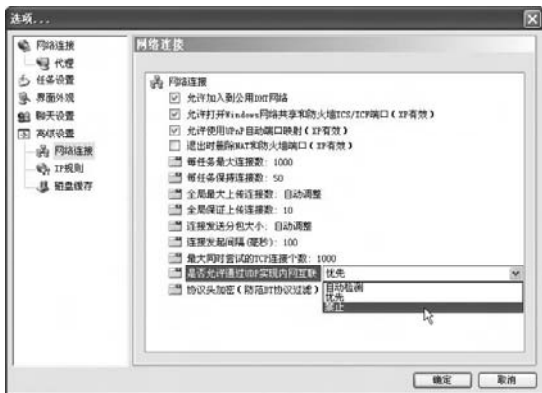 选项...
网络连接
代理
任务设置
界面外观
聊天设置
高级设置
网络连接
IP规则
磁盘缓存
网络连接
网络连接
允许加入到公用DHT网络
允许打开Windows网络共享和防火墙ICS/ICF端口(XP有效)
允许使用UPnP自动端口映射(XP有效)
退出时删除NAT和防火墙端口(XP有效)
每任务最大连接数: 1000
每任务保持连接数: 50
全局最大上传连接数: 自动调整
全局保证上传连接数: 10
连接发送分包大小: 自动调整
连接发起间隔(毫秒): 100
最大同时尝试的TCP连接个数: 1000
是否允许通过UDP实现内网互联 优先
协议头加密(防范BT协议过滤)
自动检测
优先
禁止
确定 取消